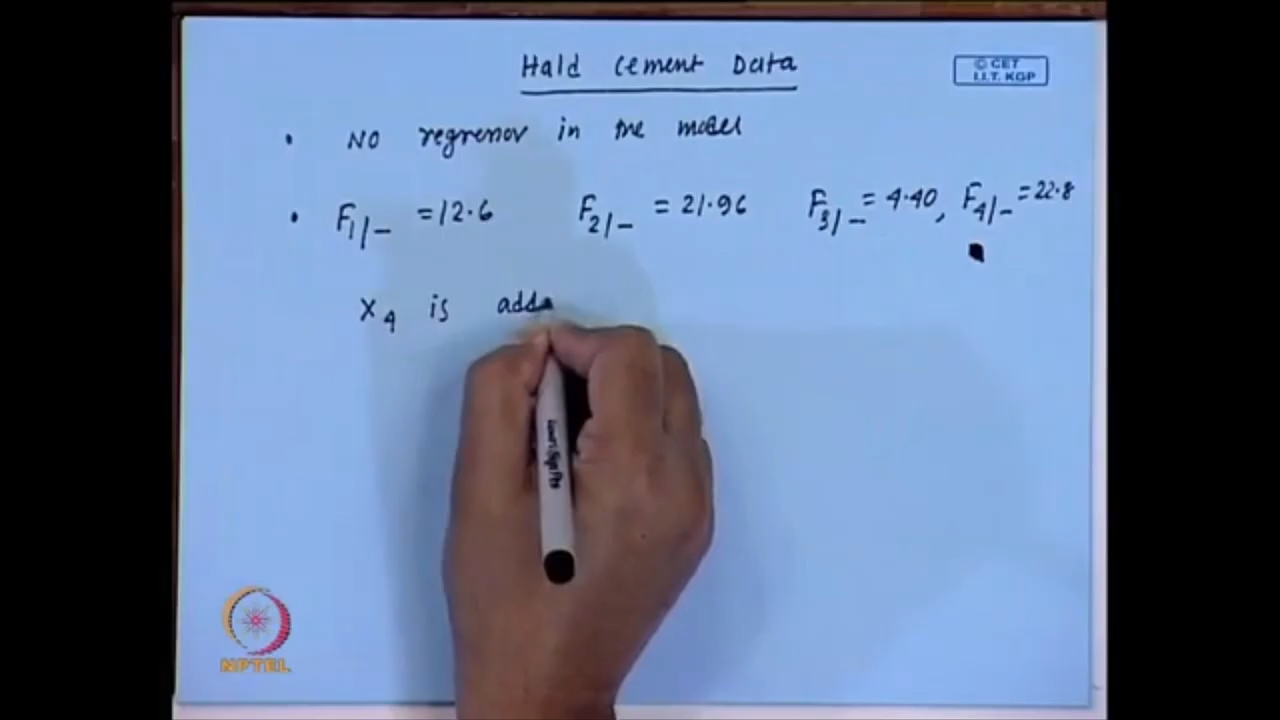 Hald Cement Data
© CET
I.I.T. KGP
• NO regressor in the model
• F1/- = 12.6 F2/- = 21.96 F3/- = 4.40, F4/- = 22.8
X4 is adde
NPTEL